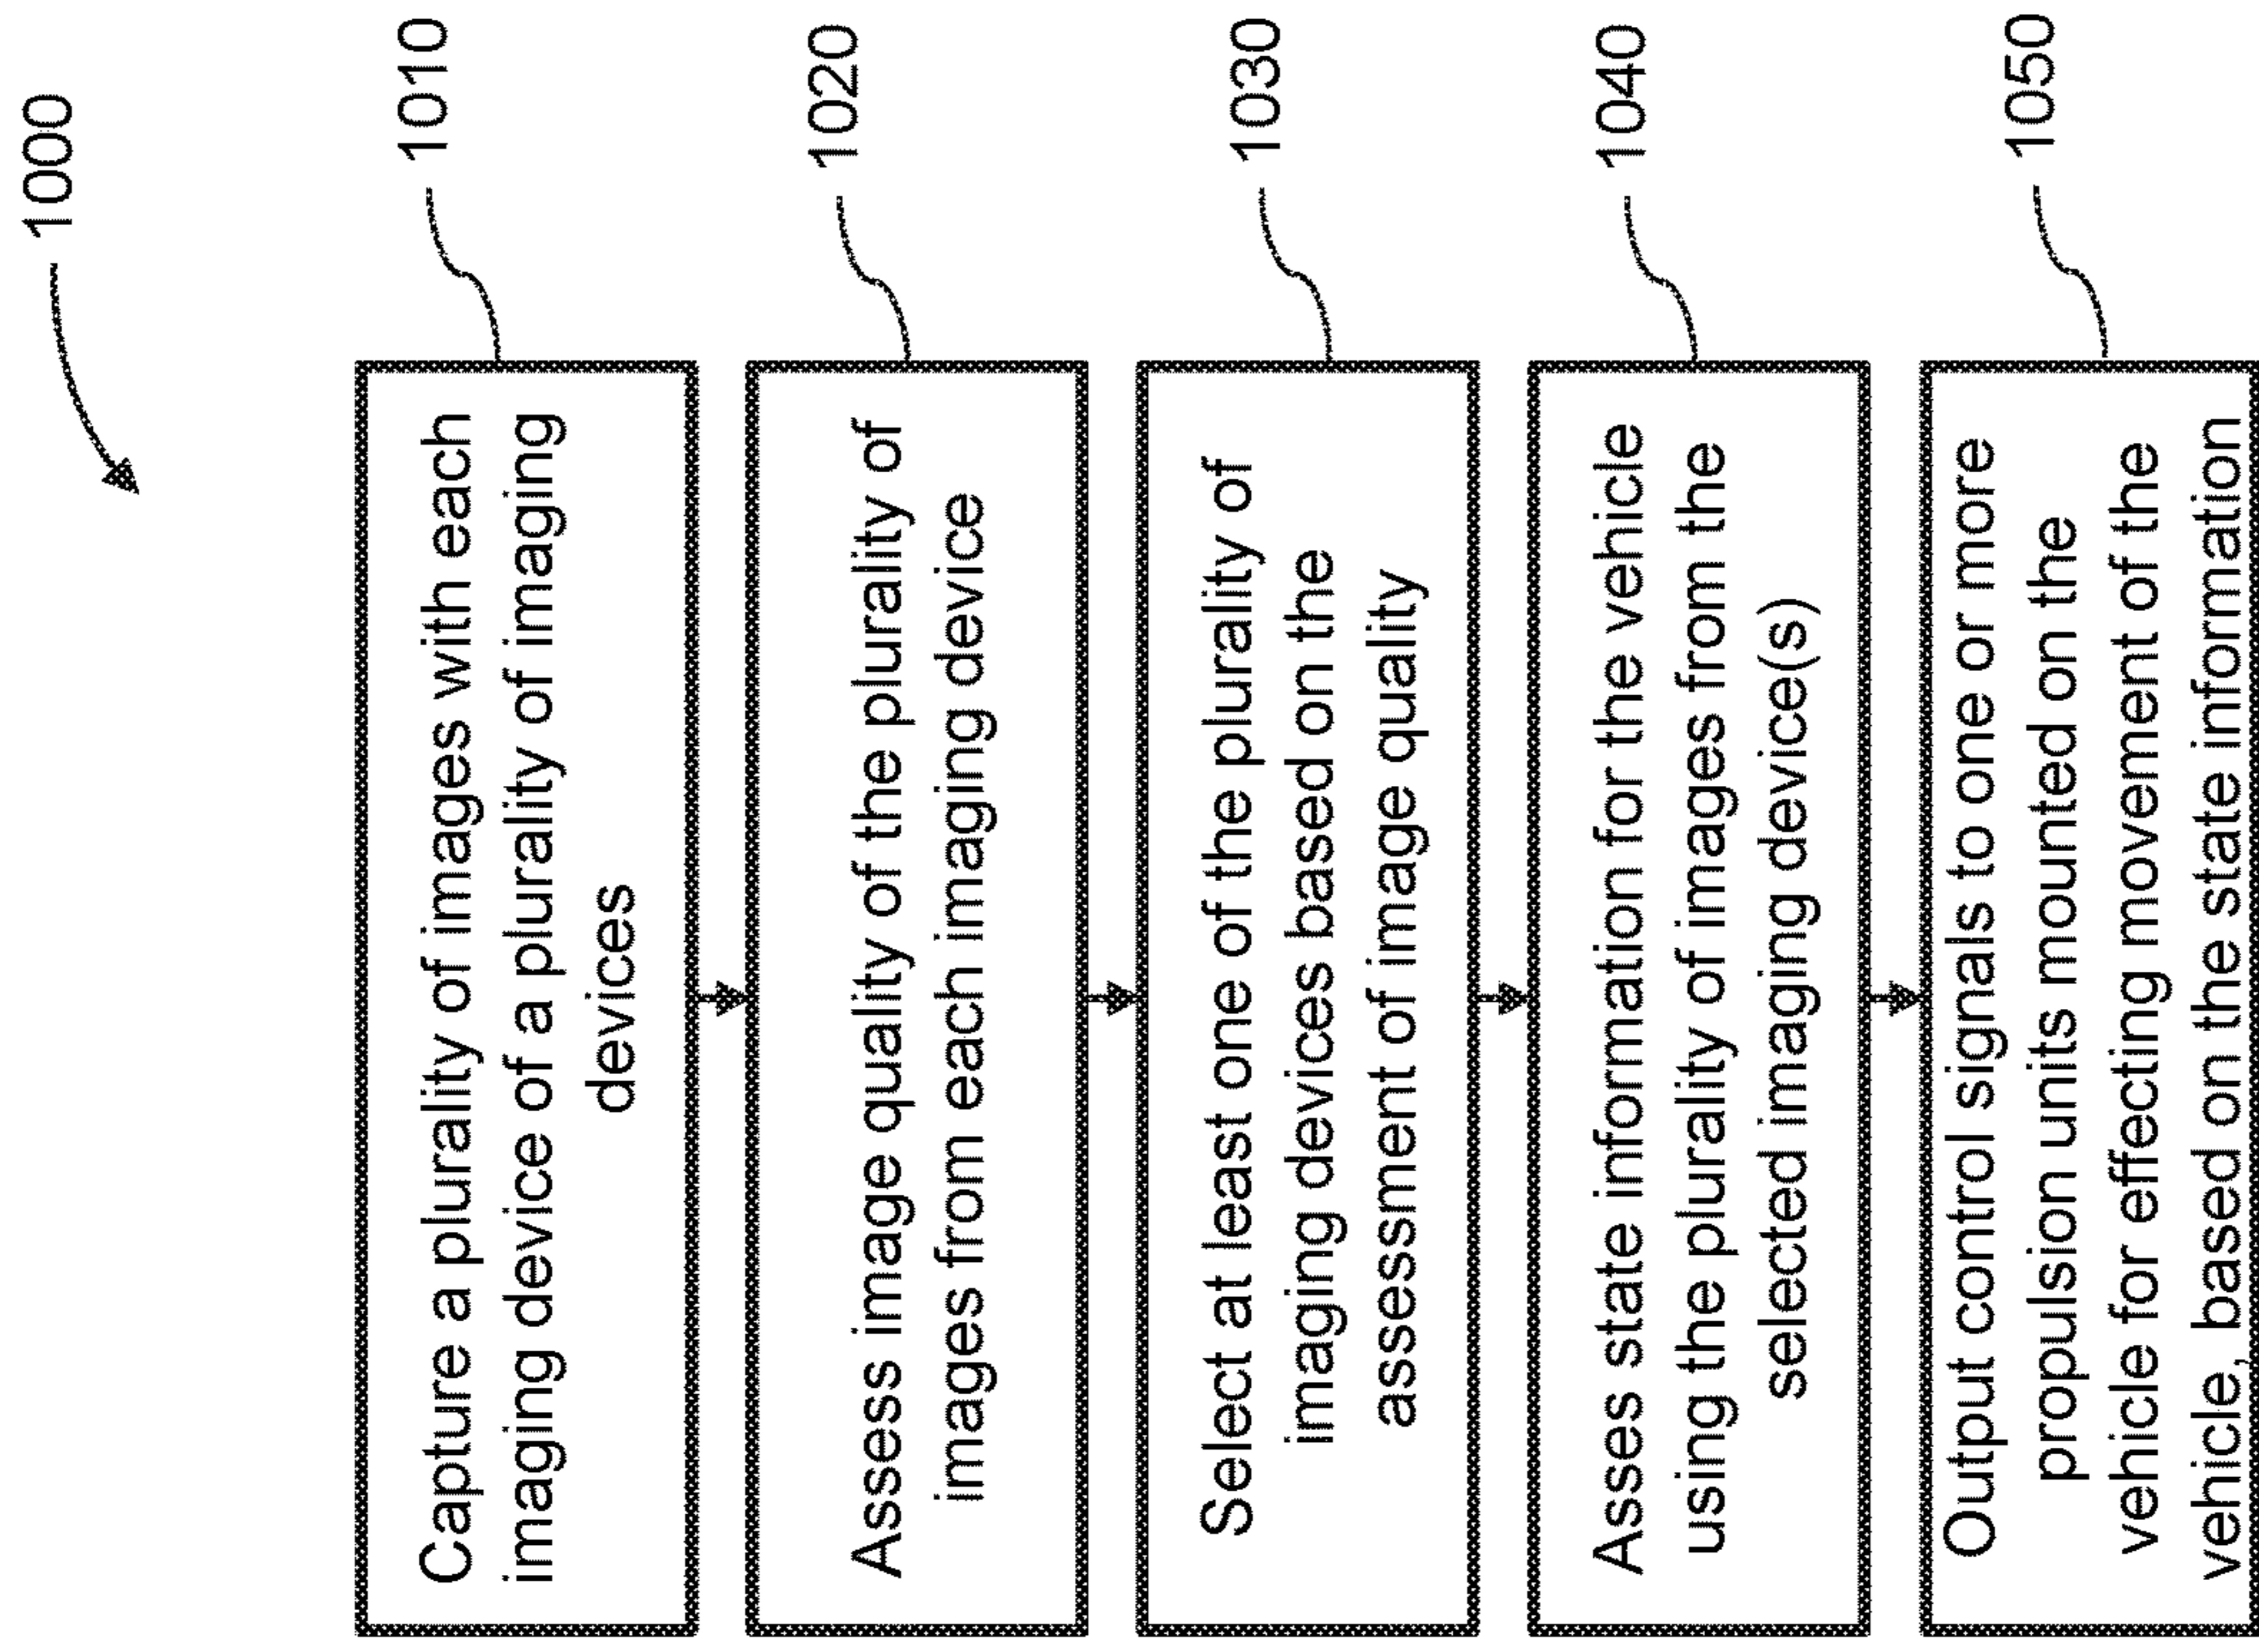 1000
Capture a plurality of images with each
imaging device of a plurality of imaging
devices
1010
Assess image quality of the plurality of
images from each imaging device
1020
Select at least one of the plurality of
imaging devices based on the
assessment of image quality
1030
Asses state information for the vehicle
using the plurality of images from the
selected imaging device(s)
1040
Output control signals to one or more
propulsion units mounted on the
vehicle for effecting movement of the
vehicle, based on the state information
1050